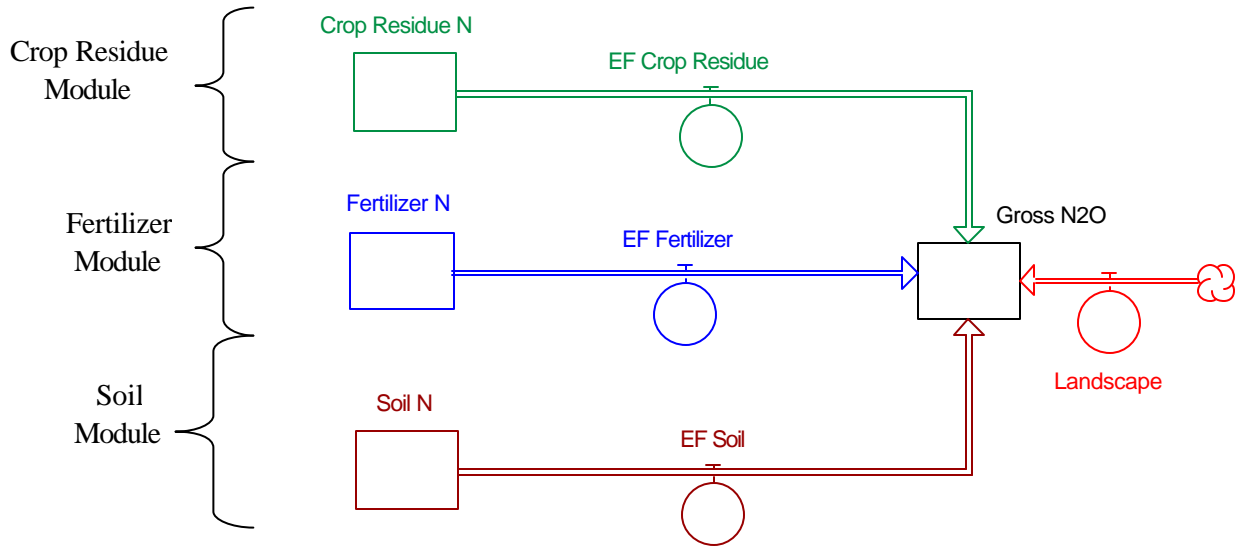 Crop Residue
Module
Crop Residue N
EF Crop Residue
Fertilizer
Module
Fertilizer N
EF Fertilizer
Gross N2O
Landscape
Soil
Module
Soil N
EF Soil